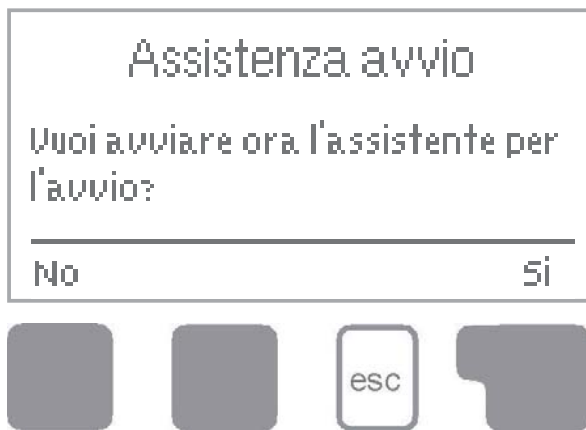 Assistenza avvio
Vuoi avviare ora l'assistente per
l'avvio?
No Si
esc